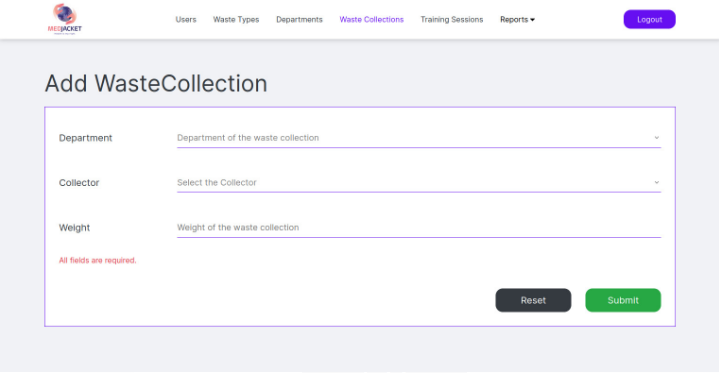 MEDJACKET
Users Waste Types Departments Waste Collections Training Sessions Reports Logout
Add WasteCollection
Department Department of the waste collection
Collector Select the Collector
Weight Weight of the waste collection
All fields are required.
Reset Submit